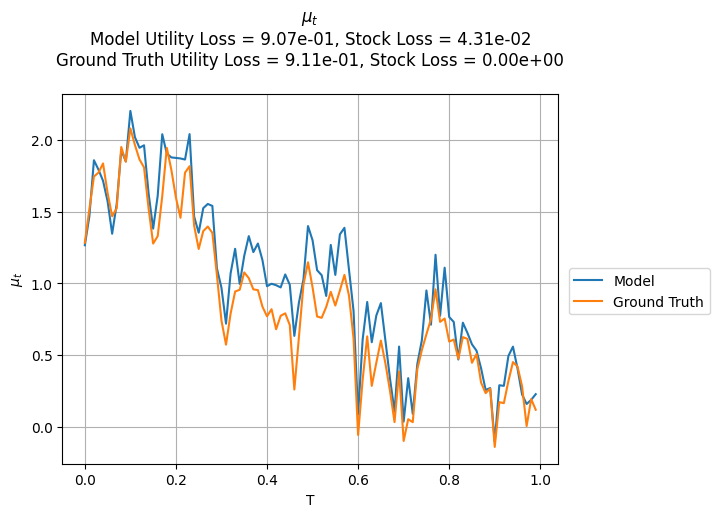 μt
Model Utility Loss = 9.07e-01, Stock Loss = 4.31e-02
Ground Truth Utility Loss = 9.11e-01, Stock Loss = 0.00e+00
2.0
1.5
1.0
0.5
0.0
μt
0.0 0.2 0.4 0.6 0.8 1.0
T
Model
Ground Truth